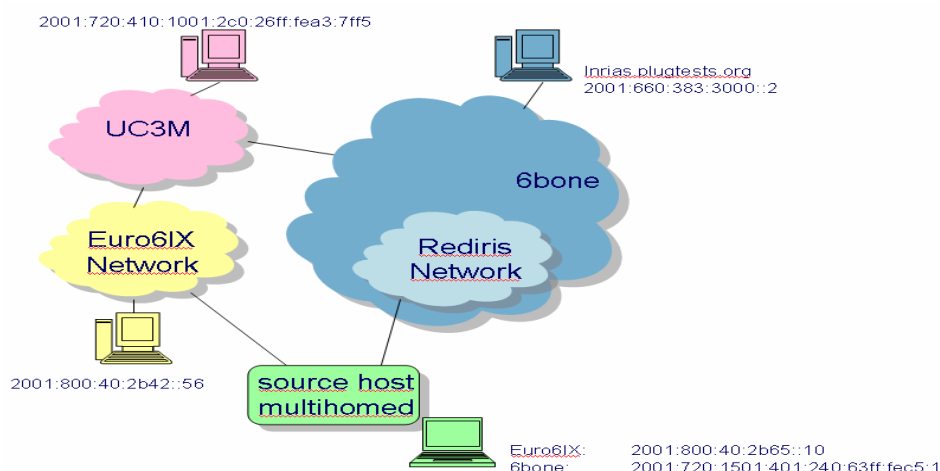 2001:720:410:1001:2c0:26ff:fea3:7ff5
Inrias.plugtests.org
2001:660:383:3000::2
UC3M
6bone
Euro6IX
Network
Rediris
Network
2001:800:40:2b42::56
source host
multihomed
Euro6IX: 2001:800:40:2b65::10
6bone: 2001:720:1501:401:240:63ff:fec5:1